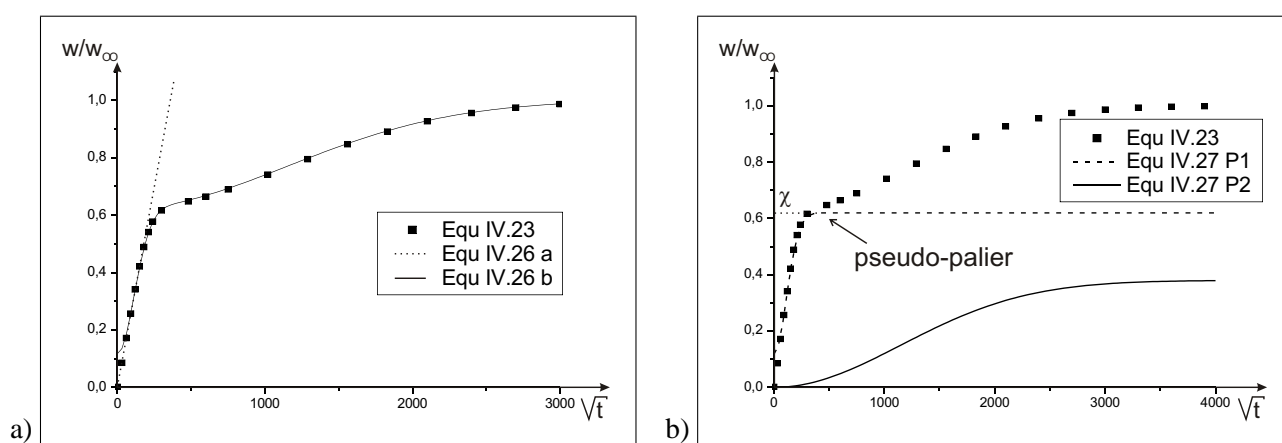 w/w∞
1,0
0,8
0,6
0,4
0,2
0,0
0
1000
2000
3000
√t
Equ IV.23
Equ IV.26 a
Equ IV.26 b
a)
w/w∞
1,0
0,8
χ
0,6
0,4
0,2
0,0
0
1000
2000
3000
4000
√t
Equ IV.23
Equ IV.27 P1
Equ IV.27 P2
pseudo-palier
b)